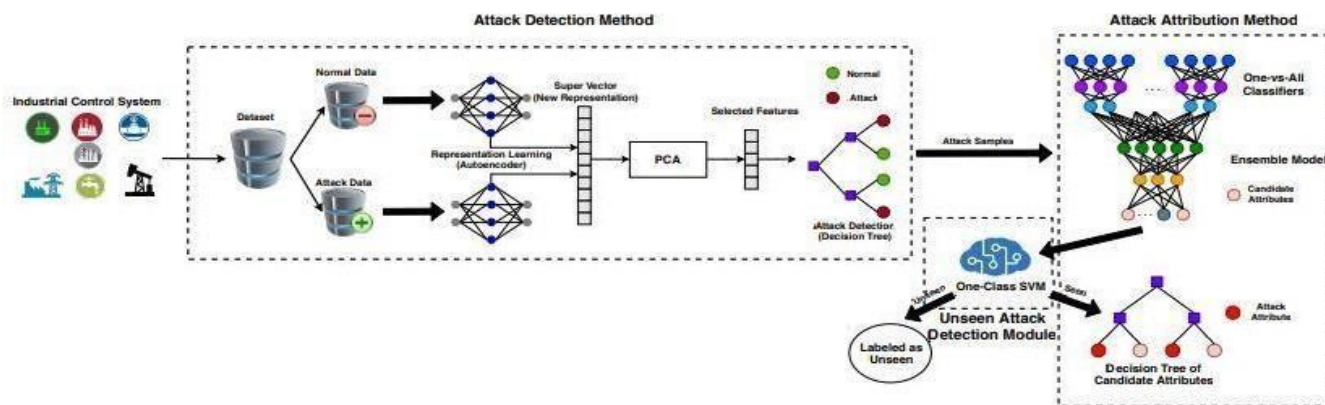 Attack Detection Method
Attack Attribution Method
Industrial Control System
Dataset
Normal Data
Attack Data
Representation Learning
(Autoencoder)
Super Vector
(New Representation)
PCA
Selected Features
Normal
Attack
Attack Detection
(Decision Tree)
Attack Samples
One-vs-All
Classifiers
Ensemble Model
Candidate
Attributes
One-Class SVM
Unseen
Seen
Unseen Attack
Detection Module
Labeled as
Unseen
Attack
Attribute
Decision Tree of
Candidate Attributes